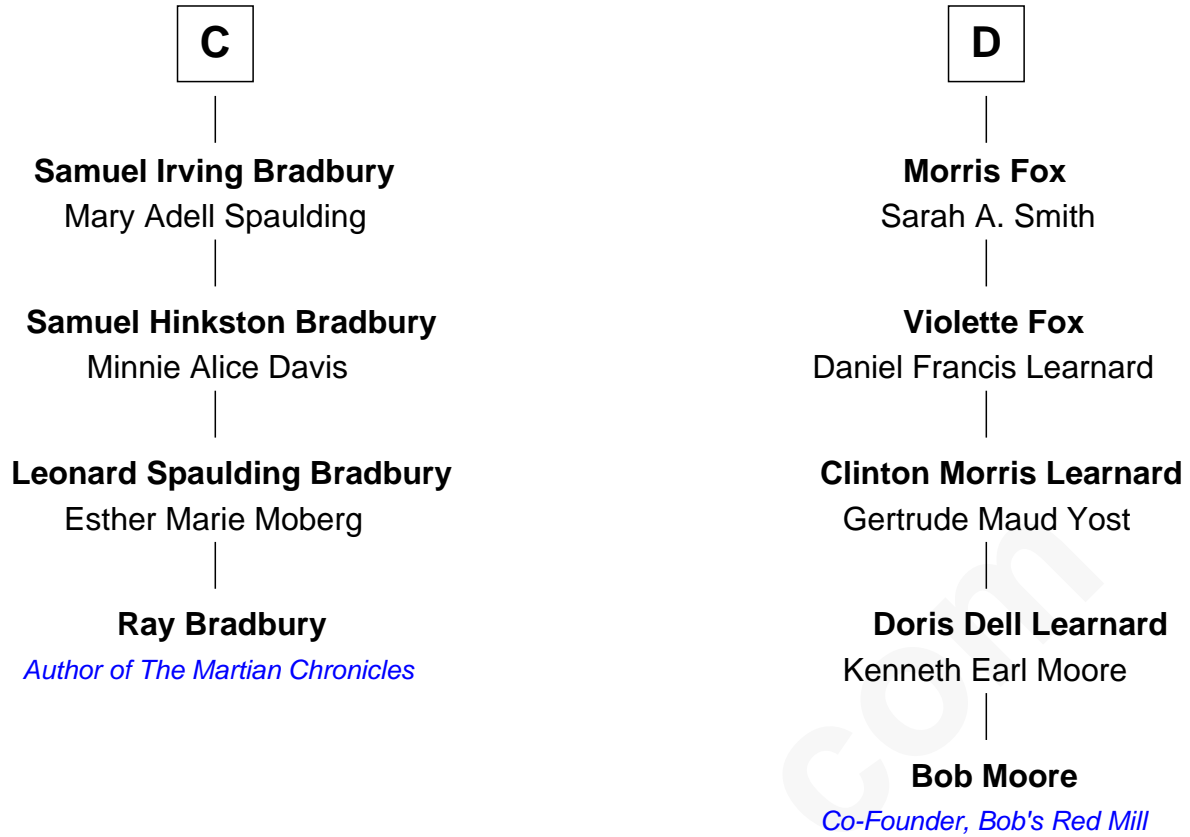 C
Samuel Irving Bradbury
Mary Adell Spaulding
Samuel Hinkston Bradbury
Minnie Alice Davis
Leonard Spaulding Bradbury
Esther Marie Moberg
Ray Bradbury
Author of The Martian Chronicles
D
Morris Fox
Sarah A. Smith
Violette Fox
Daniel Francis Learnard
Clinton Morris Learnard
Gertrude Maud Yost
Doris Dell Learnard
Kenneth Earl Moore
Bob Moore
Co-Founder, Bob's Red Mill
com